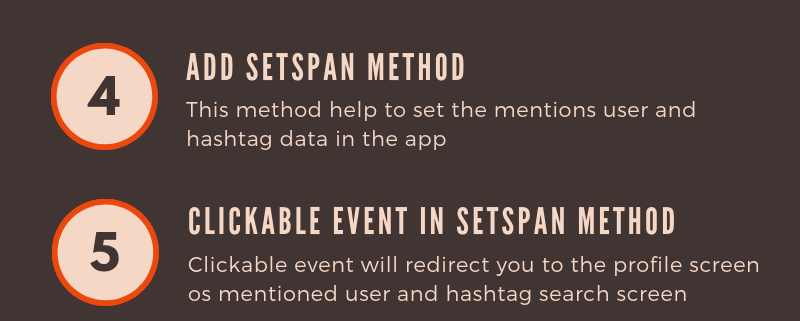 4
ADD SETSPAN METHOD
This method help to set the mentions user and
hashtag data in the app
5
CLICKABLE EVENT IN SETSPAN METHOD
Clickable event will redirect you to the profile screen
os mentioned user and hashtag search screen